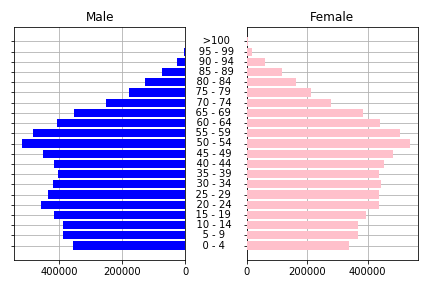 Male
Female
>100
95 - 99
90 - 94
85 - 89
80 - 84
75 - 79
70 - 74
65 - 69
60 - 64
55 - 59
50 - 54
45 - 49
40 - 44
35 - 39
30 - 34
25 - 29
20 - 24
15 - 19
10 - 14
5 - 9
0 - 4
400000 200000 0
0 200000 400000